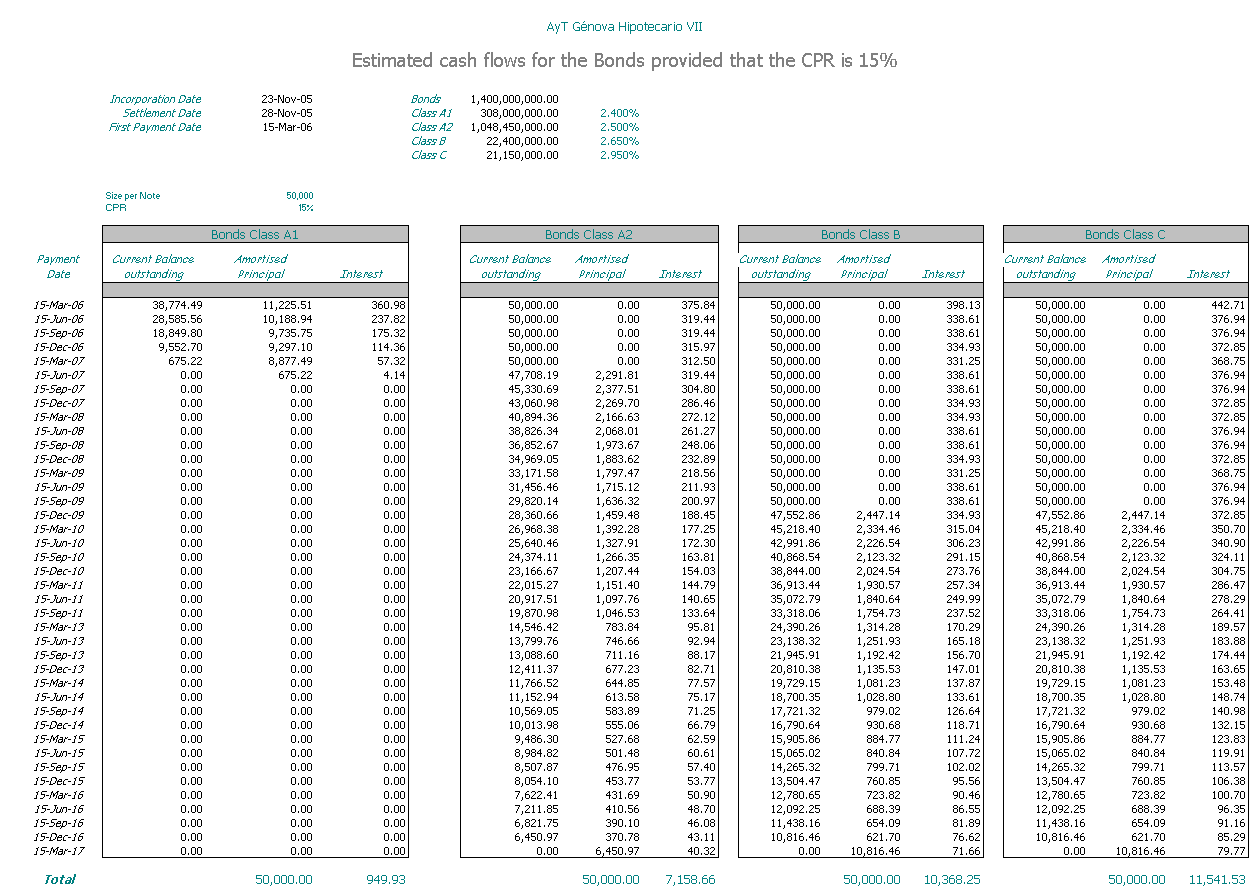 AyT Génova Hipotecario VII
Estimated cash flows for the Bonds provided that the CPR is 15%
Incorporation Date 23-Nov-05 Bonds 1,400,000,000.00
Settlement Date 28-Nov-05 Class A1 308,000,000.00 2.400%
First Payment Date 15-Mar-06 Class A2 1,048,450,000.00 2.500%
Class B 22,400,000.00 2.650%
Class C 21,150,000.00 2.950%
Size per Note 50,000
CPR 15%
Bonds Class A1 Bonds Class A2 Bonds Class B Bonds Class C
Payment Current Balance Amortised Current Balance Amortised Current Balance Amortised Current Balance Amortised
Date outstanding Principal Interest outstanding Principal Interest outstanding Principal Interest outstanding Principal Interest
15-Mar-06 38,774.49 11,225.51 360.98 50,000.00 0.00 375.84 50,000.00 0.00 398.13 50,000.00 0.00 442.71
15-Jun-06 28,585.56 10,188.94 237.82 50,000.00 0.00 319.44 50,000.00 0.00 338.61 50,000.00 0.00 376.94
15-Sep-06 18,849.80 9,735.75 175.32 50,000.00 0.00 319.44 50,000.00 0.00 338.61 50,000.00 0.00 376.94
15-Dec-06 9,552.70 9,297.10 114.36 50,000.00 0.00 315.97 50,000.00 0.00 334.93 50,000.00 0.00 372.85
15-Mar-07 675.22 8,877.49 57.32 50,000.00 0.00 312.50 50,000.00 0.00 331.25 50,000.00 0.00 368.75
15-Jun-07 0.00 675.22 4.14 47,708.19 2,291.81 319.44 50,000.00 0.00 338.61 50,000.00 0.00 376.94
15-Sep-07 0.00 0.00 0.00 45,330.69 2,377.51 304.80 50,000.00 0.00 338.61 50,000.00 0.00 376.94
15-Dec-07 0.00 0.00 0.00 43,060.98 2,269.70 286.46 50,000.00 0.00 334.93 50,000.00 0.00 372.85
15-Mar-08 0.00 0.00 0.00 40,894.36 2,166.63 272.12 50,000.00 0.00 334.93 50,000.00 0.00 372.85
15-Jun-08 0.00 0.00 0.00 38,826.34 2,068.01 261.27 50,000.00 0.00 338.61 50,000.00 0.00 376.94
15-Sep-08 0.00 0.00 0.00 36,852.67 1,973.67 248.06 50,000.00 0.00 338.61 50,000.00 0.00 376.94
15-Dec-08 0.00 0.00 0.00 34,969.05 1,883.62 232.89 50,000.00 0.00 334.93 50,000.00 0.00 372.85
15-Mar-09 0.00 0.00 0.00 33,171.58 1,797.47 218.56 50,000.00 0.00 331.25 50,000.00 0.00 368.75
15-Jun-09 0.00 0.00 0.00 31,456.46 1,715.12 211.93 50,000.00 0.00 338.61 50,000.00 0.00 376.94
15-Sep-09 0.00 0.00 0.00 29,820.14 1,636.32 200.97 50,000.00 0.00 338.61 50,000.00 0.00 376.94
15-Dec-09 0.00 0.00 0.00 28,360.66 1,459.48 188.45 47,552.86 2,447.14 334.93 47,552.86 2,447.14 372.85
15-Mar-10 0.00 0.00 0.00 26,968.38 1,392.28 177.25 45,218.40 2,334.46 315.04 45,218.40 2,334.46 350.70
15-Jun-10 0.00 0.00 0.00 25,640.46 1,327.91 172.30 42,991.86 2,226.54 306.23 42,991.86 2,226.54 340.90
15-Sep-10 0.00 0.00 0.00 24,374.11 1,266.35 163.81 40,868.54 2,123.32 291.15 40,868.54 2,123.32 324.11
15-Dec-10 0.00 0.00 0.00 23,166.67 1,207.44 154.03 38,844.00 2,024.54 273.76 38,844.00 2,024.54 304.75
15-Mar-11 0.00 0.00 0.00 22,015.27 1,151.40 144.79 36,913.44 1,930.57 257.34 36,913.44 1,930.57 286.47
15-Jun-11 0.00 0.00 0.00 20,917.51 1,097.76 140.65 35,072.79 1,840.64 249.99 35,072.79 1,840.64 278.29
15-Sep-11 0.00 0.00 0.00 19,870.98 1,046.53 133.64 33,318.06 1,754.73 237.52 33,318.06 1,754.73 264.41
15-Mar-13 0.00 0.00 0.00 14,546.42 783.84 95.81 24,390.26 1,314.28 170.29 24,390.26 1,314.28 189.57
15-Jun-13 0.00 0.00 0.00 13,799.76 746.66 92.94 23,138.32 1,251.93 165.18 23,138.32 1,251.93 183.88
15-Sep-13 0.00 0.00 0.00 13,088.60 711.16 88.17 21,945.91 1,192.42 156.70 21,945.91 1,192.42 174.44
15-Dec-13 0.00 0.00 0.00 12,411.37 677.23 82.71 20,810.38 1,135.53 147.01 20,810.38 1,135.53 163.65
15-Mar-14 0.00 0.00 0.00 11,766.52 644.85 77.57 19,729.15 1,081.23 137.87 19,729.15 1,081.23 153.48
15-Jun-14 0.00 0.00 0.00 11,152.94 613.58 75.17 18,700.35 1,028.80 133.61 18,700.35 1,028.80 148.74
15-Sep-14 0.00 0.00 0.00 10,569.05 583.89 71.25 17,721.32 979.02 126.64 17,721.32 979.02 140.98
15-Dec-14 0.00 0.00 0.00 10,013.98 555.06 66.79 16,790.64 930.68 118.71 16,790.64 930.68 132.15
15-Mar-15 0.00 0.00 0.00 9,486.30 527.68 62.59 15,905.86 884.77 111.24 15,905.86 884.77 123.83
15-Jun-15 0.00 0.00 0.00 8,984.82 501.48 60.61 15,065.02 840.84 107.72 15,065.02 840.84 119.91
15-Sep-15 0.00 0.00 0.00 8,507.87 476.95 57.40 14,265.32 799.71 102.02 14,265.32 799.71 113.57
15-Dec-15 0.00 0.00 0.00 8,054.10 453.77 53.77 13,504.47 760.85 95.56 13,504.47 760.85 106.38
15-Mar-16 0.00 0.00 0.00 7,622.41 431.69 50.90 12,780.65 723.82 90.46 12,780.65 723.82 100.70
15-Jun-16 0.00 0.00 0.00 7,211.85 410.56 48.70 12,092.25 688.39 86.55 12,092.25 688.39 96.35
15-Sep-16 0.00 0.00 0.00 6,821.75 390.10 46.08 11,438.16 654.09 81.89 11,438.16 654.09 91.16
15-Dec-16 0.00 0.00 0.00 6,450.97 370.78 43.11 10,816.46 621.70 76.62 10,816.46 621.70 85.29
15-Mar-17 0.00 0.00 0.00 0.00 6,450.97 40.32 0.00 10,816.46 71.66 0.00 10,816.46 79.77
Total 50,000.00 949.93 50,000.00 7,158.66 50,000.00 10,368.25 50,000.00 11,541.53